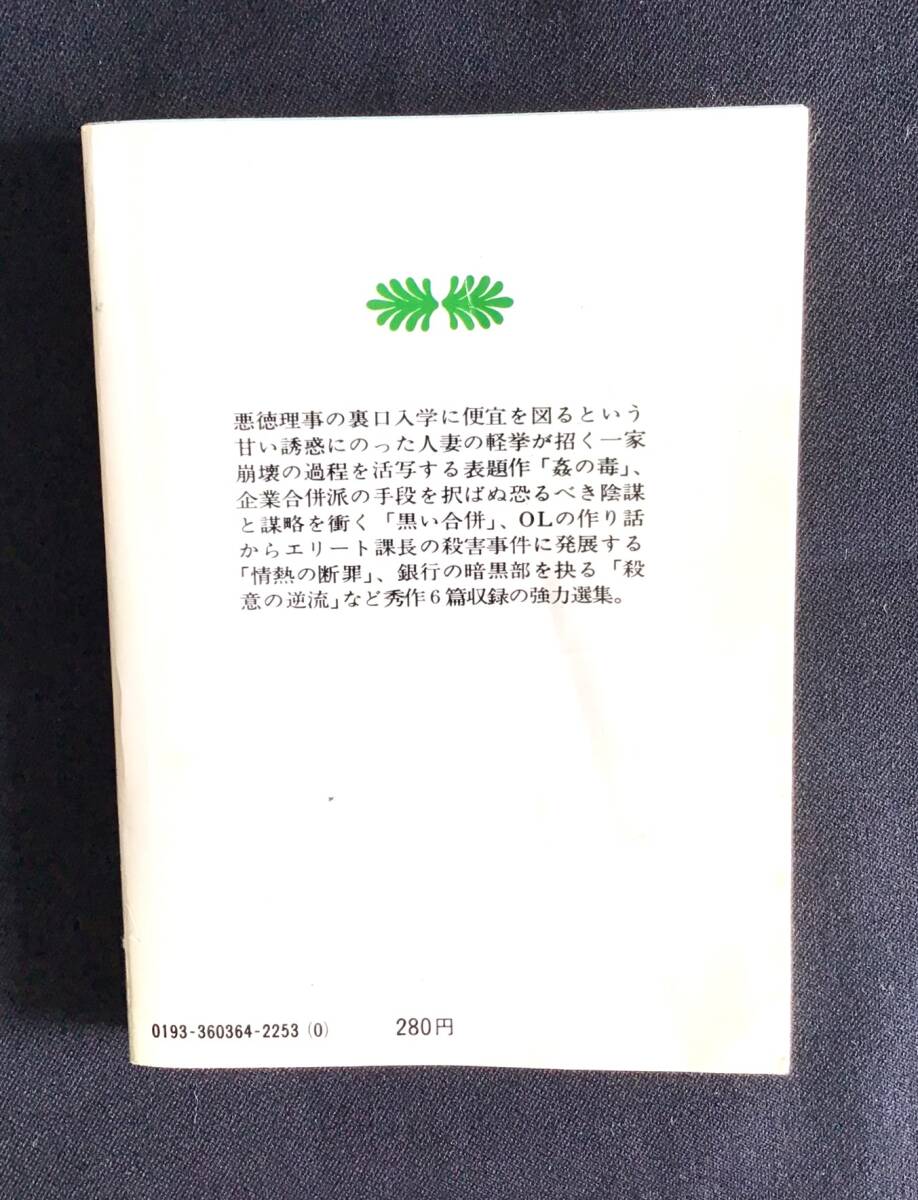 悪徳理事の裏口入学に便宜を図るという
甘い誘惑にのった人妻の軽挙が招く一家
崩壊の過程を活写する表題作「姦の毒」、
企業合併派の手段を択ばぬ恐るべき陰謀
と謀略を衝く「黒い合併」、OLの作り話
からエリート課長の殺害事件に発展する
「情熱の断罪」、銀行の暗黒部を抉る「殺
意の逆流」など秀作6篇収録の強力選集。
0193-360364-2253 (0)
280円